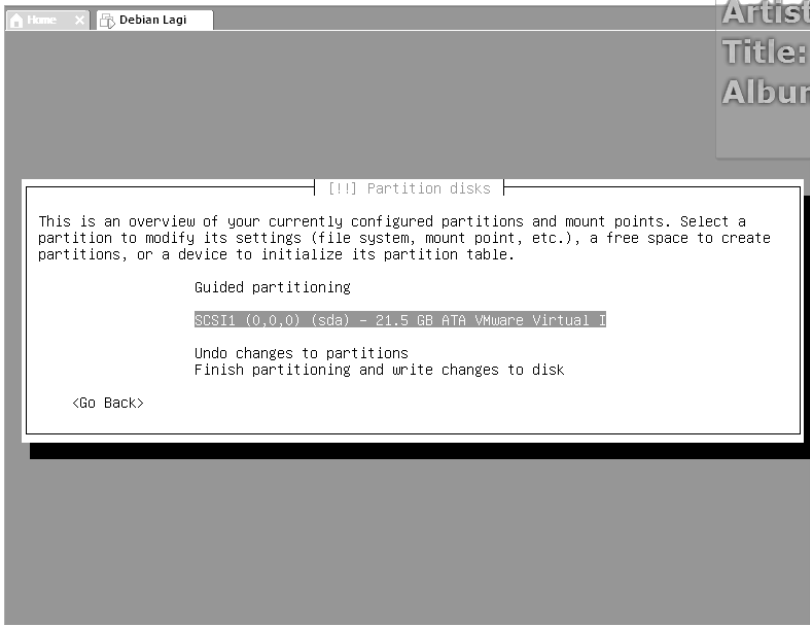 Home
Debian Lagi
Artist
Title:
Album
[!!] Partition disks
This is an overview of your currently configured partitions and mount points. Select a
partition to modify its settings (file system, mount point, etc.), a free space to create
partitions, or a device to initialize its partition table.
Guided partitioning
SCSI1 (0,0,0) (sda) – 21.5 GB ATA VMware Virtual I
Undo changes to partitions
Finish partitioning and write changes to disk
<Go Back>